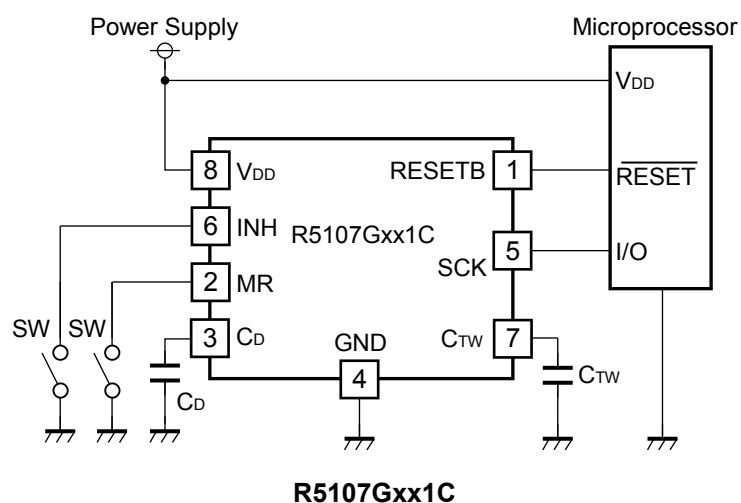 Power Supply
Microprocessor
VDD
8 VDD
RESETB 1
RESET
6 INH
R5107Gxx1C
5
SCK
I/O
2 MR
SW SW
3 CD
CTW 7
GND
4
CD
CTW
R5107Gxx1C